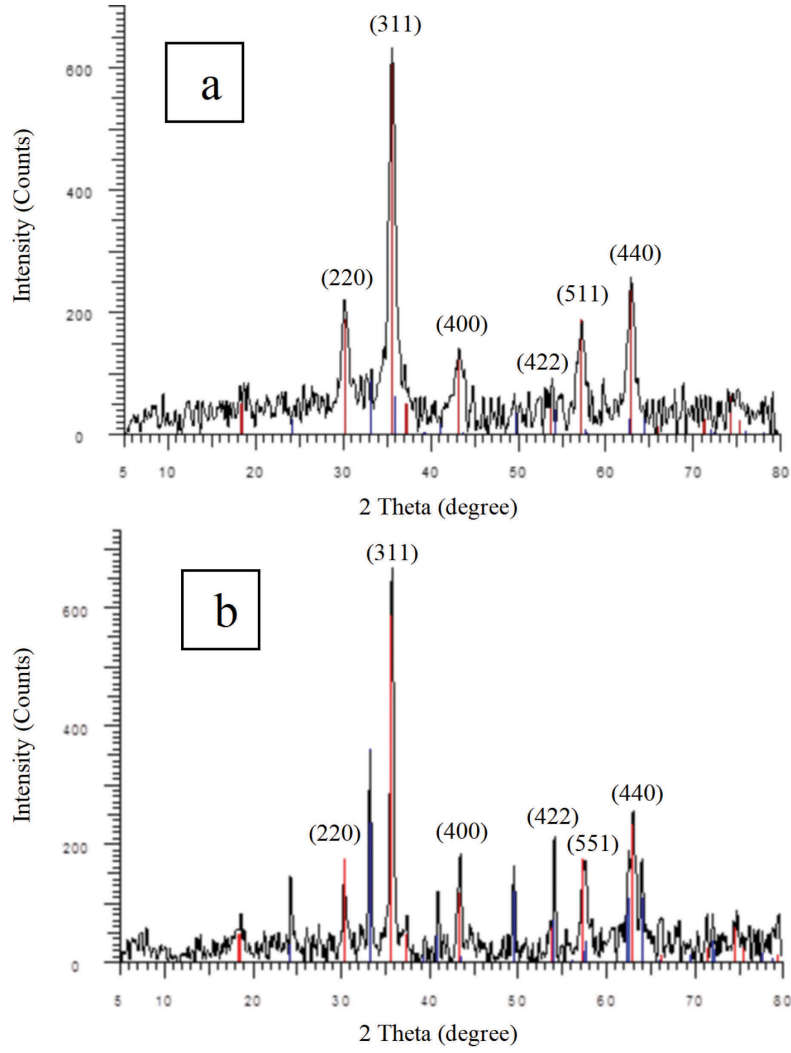 (311)
a
600
400
200
0
Intensity (Counts)
(220)
(400)
(422)
(511)
(440)
5 10 20 30 40 50 60 70 80
2 Theta (degree)
(311)
b
600
400
200
0
Intensity (Counts)
(220)
(400)
(422)
(551)
(440)
5 10 20 30 40 50 60 70 80
2 Theta (degree)